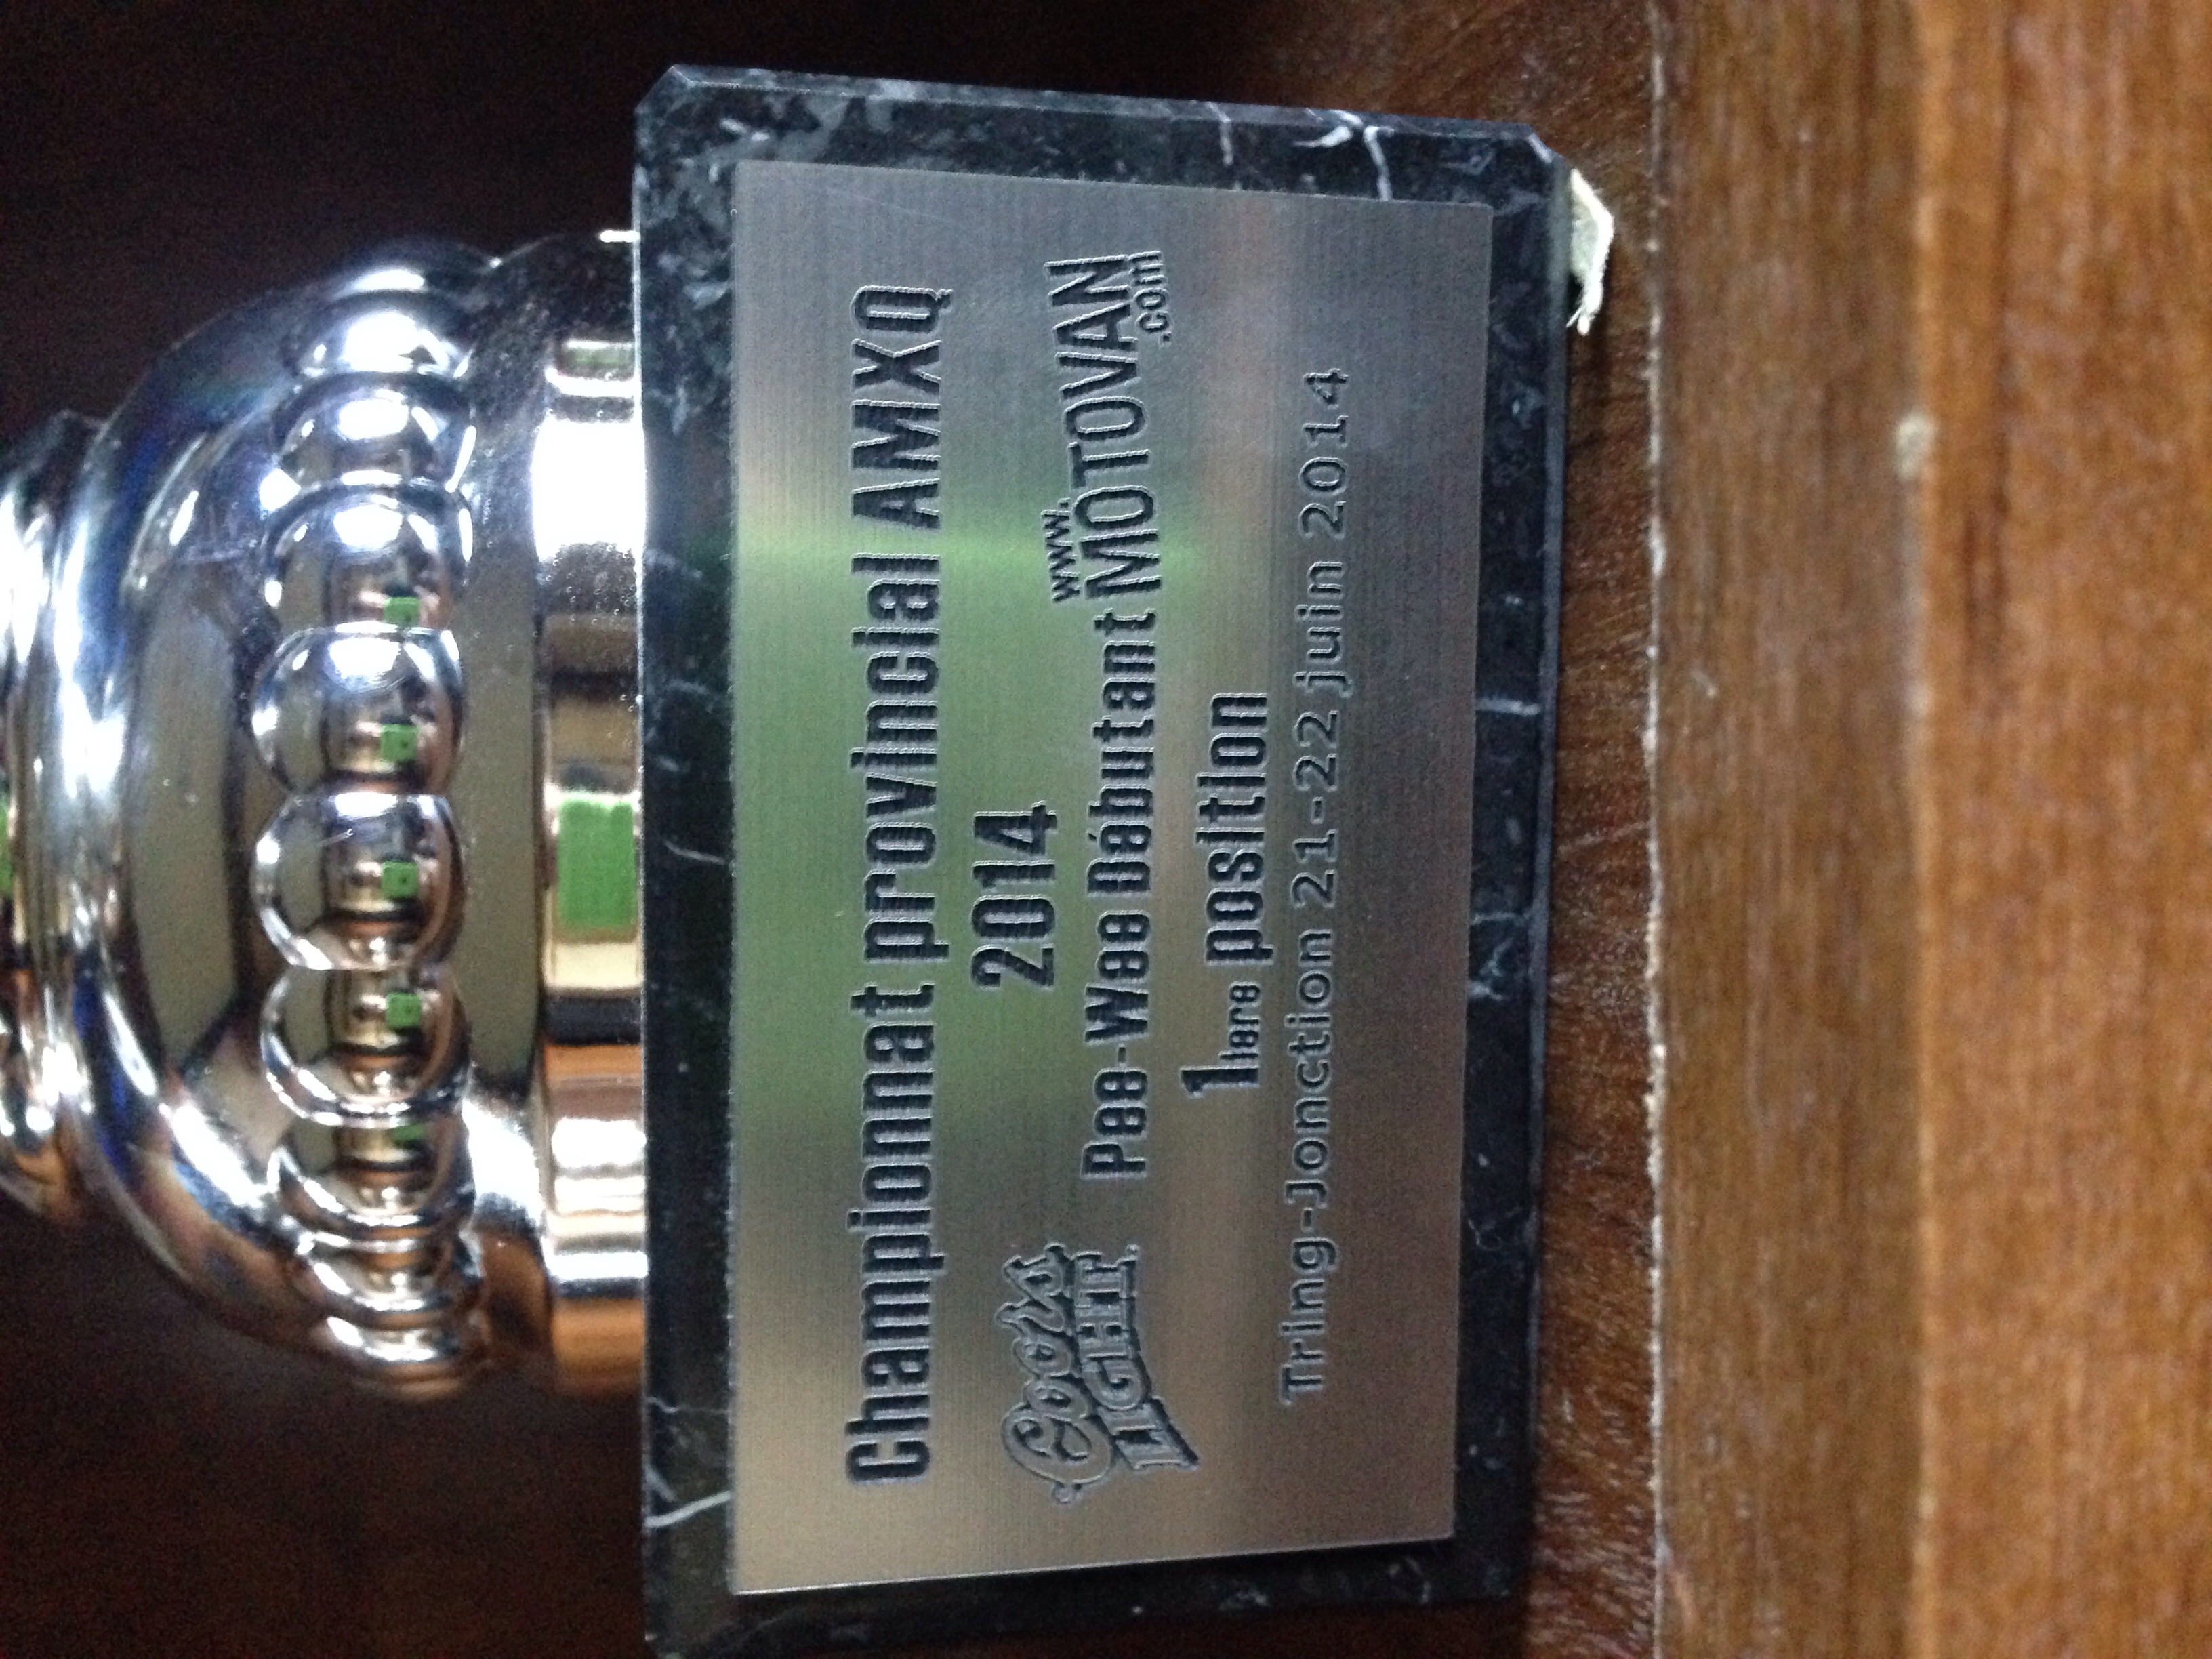 Championnat provincial AMXQ
2014
Coors
LIGHT
Pee-Wee Débutant
www.
MOTOVAN
.com
1iere position
Tring-Jonction 21-22 juin 2014